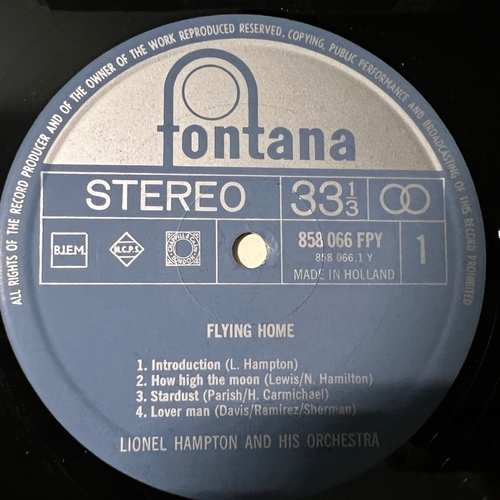 ALL RIGHTS OF THE RECORD PRODUCER AND OF THE OWNER OF THE WORK REPRODUCED RESERVED. COPYING, PUBLIC PERFORMANCE AND BROADCASTING OF THIS RECORD PROHIBITED
fontana
STEREO 33 1/3
B.I.E.M. M.C.P.S. 858 066 FPY 1
858 066.1 Y
MADE IN HOLLAND
FLYING HOME
1. Introduction (L. Hampton)
2. How high the moon (Lewis/N. Hamilton)
3. Stardust (Parish/H. Carmichael)
4. Lover man (Davis/Ramirez/Sherman)
LIONEL HAMPTON AND HIS ORCHESTRA